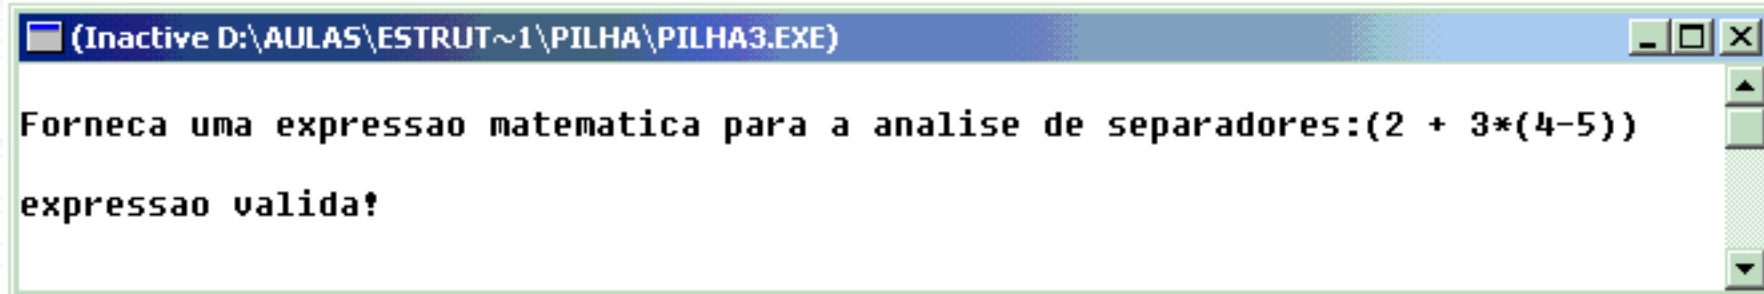 (Inactive D:\AULAS\ESTRUT~1\PILHA\PILHA3.EXE)
Forneca uma expressao matematica para a analise de separadores:(2 + 3*(4-5))
expressao valida!